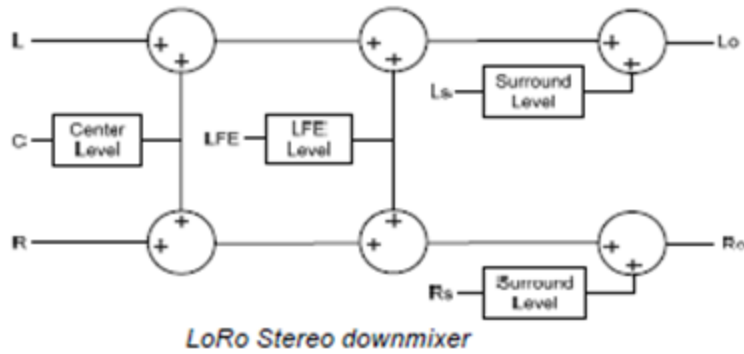 L
+
+
+
+
+
+
Lo
Ls
Surround
Level
C
Center
Level
LFE
LFE
Level
R
+
+
+
+
+
+
Ro
Rs
Surround
Level
LoRo Stereo downmixer